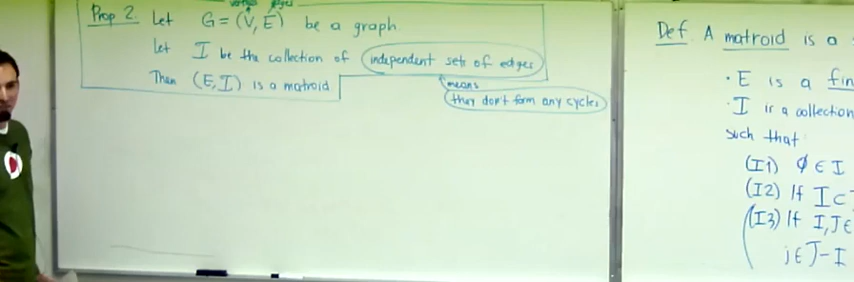 vertices edges
Prop 2. Let G = (V, E) be a graph.
Let I be the collection of independent sets of edges
Then (E, I) is a matroid
means
they don't form any cycles
Def. A matroid is a
· E is a fin
· I is a collection
such that:
(I1) ∅ ∈ I
(I2) If I ⊂
(I3) If I, J ∈
j ∈ J - I